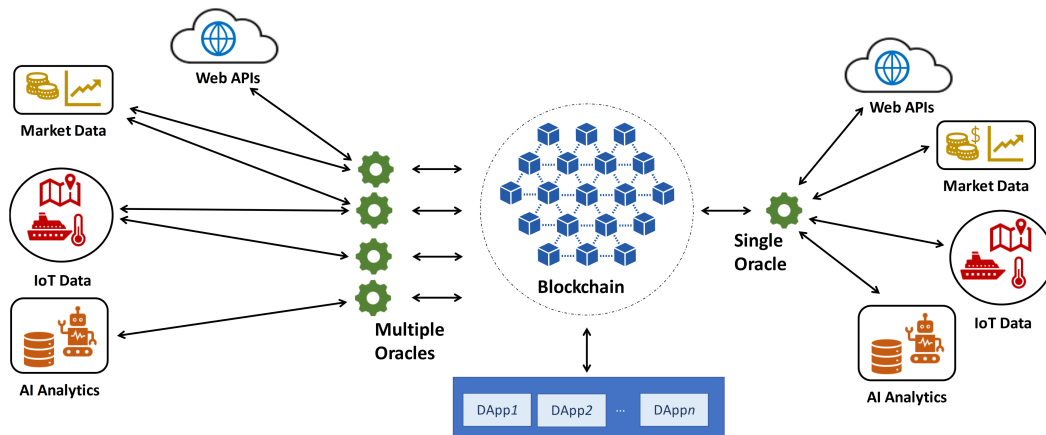 Web APIs
Market Data
IoT Data
AI Analytics
Multiple
Oracles
Blockchain
DApp1
DApp2
...
DAppn
Single
Oracle
Web APIs
$
Market Data
IoT Data
AI Analytics